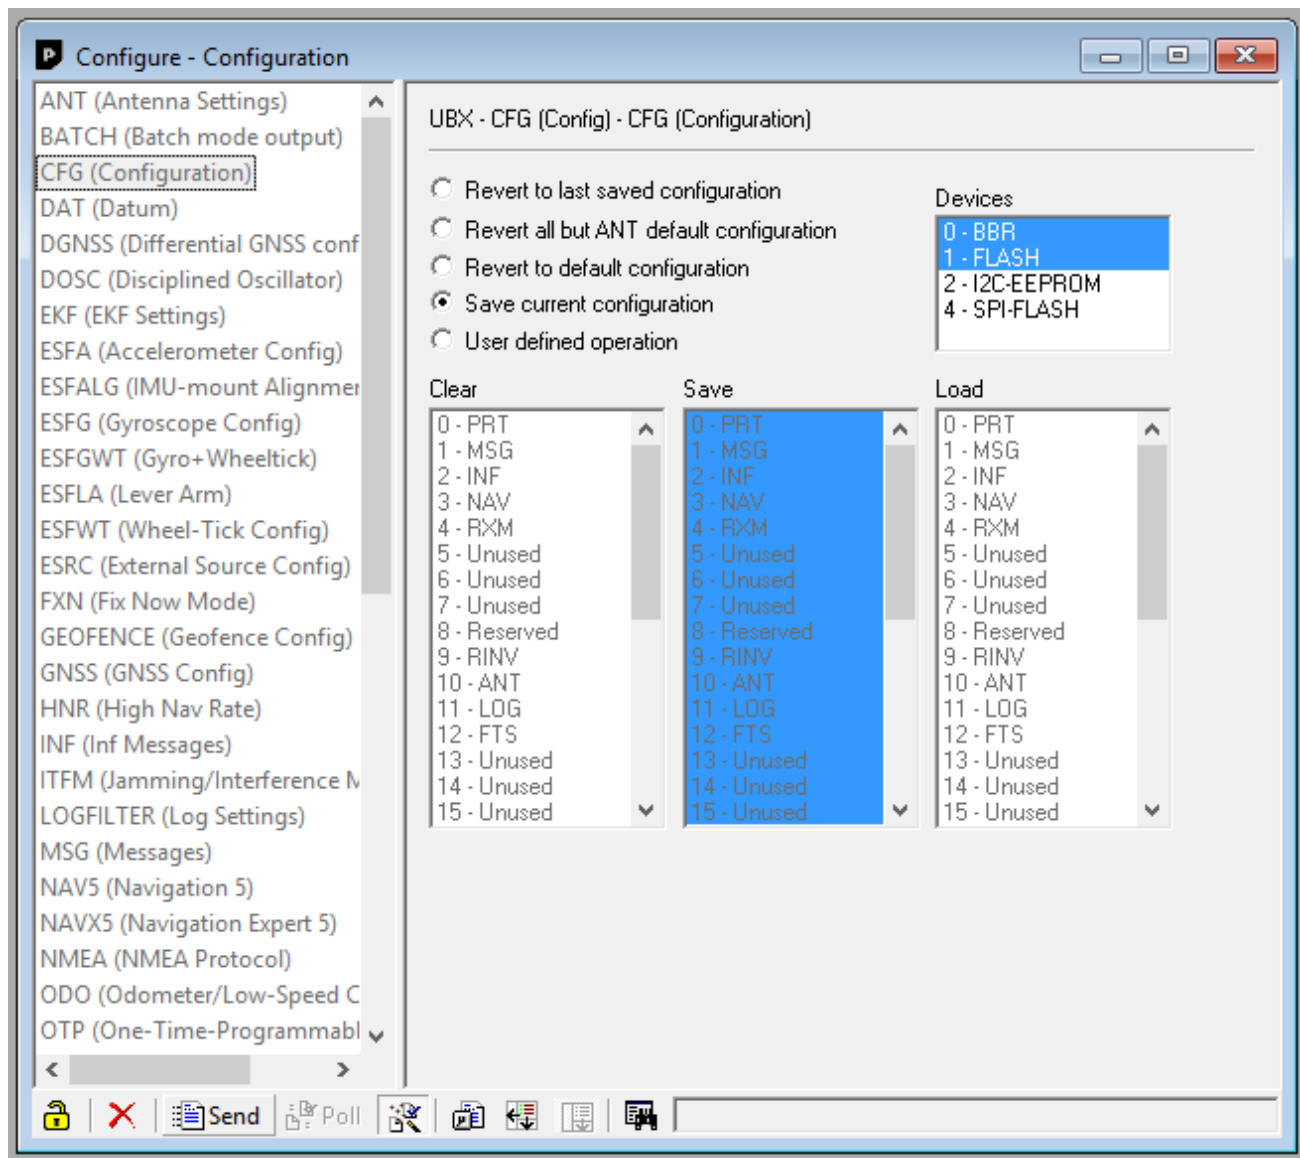 Configure - Configuration
ANT (Antenna Settings)
BATCH (Batch mode output)
CFG (Configuration)
DAT (Datum)
DGNSS (Differential GNSS conf
DOSC (Disciplined Oscillator)
EKF (EKF Settings)
ESFA (Accelerometer Config)
ESFALG (IMU-mount Alignmer
ESFG (Gyroscope Config)
ESFGWT (Gyro+Wheeltick)
ESFLA (Lever Arm)
ESFWT (Wheel-Tick Config)
ESRC (External Source Config)
FXN (Fix Now Mode)
GEOFENCE (Geofence Config)
GNSS (GNSS Config)
HNR (High Nav Rate)
INF (Inf Messages)
ITFM (Jamming/Interference M
LOGFILTER (Log Settings)
MSG (Messages)
NAV5 (Navigation 5)
NAVX5 (Navigation Expert 5)
NMEA (NMEA Protocol)
ODO (Odometer/Low-Speed C
OTP (One-Time-Programmabl
UBX - CFG (Config) - CFG (Configuration)
Revert to last saved configuration
Revert all but ANT default configuration
Revert to default configuration
Save current configuration
User defined operation
Devices
0 - BBR
1 - FLASH
2 - I2C-EEPROM
4 - SPI-FLASH
Clear
0 - PRT
1 - MSG
2 - INF
3 - NAV
4 - RXM
5 - Unused
6 - Unused
7 - Unused
8 - Reserved
9 - RINV
10 - ANT
11 - LOG
12 - FTS
13 - Unused
14 - Unused
15 - Unused
Save
0 - PRT
1 - MSG
2 - INF
3 - NAV
4 - RXM
5 - Unused
6 - Unused
7 - Unused
8 - Reserved
9 - RINV
10 - ANT
11 - LOG
12 - FTS
13 - Unused
14 - Unused
15 - Unused
Load
0 - PRT
1 - MSG
2 - INF
3 - NAV
4 - RXM
5 - Unused
6 - Unused
7 - Unused
8 - Reserved
9 - RINV
10 - ANT
11 - LOG
12 - FTS
13 - Unused
14 - Unused
15 - Unused
Send
Poll